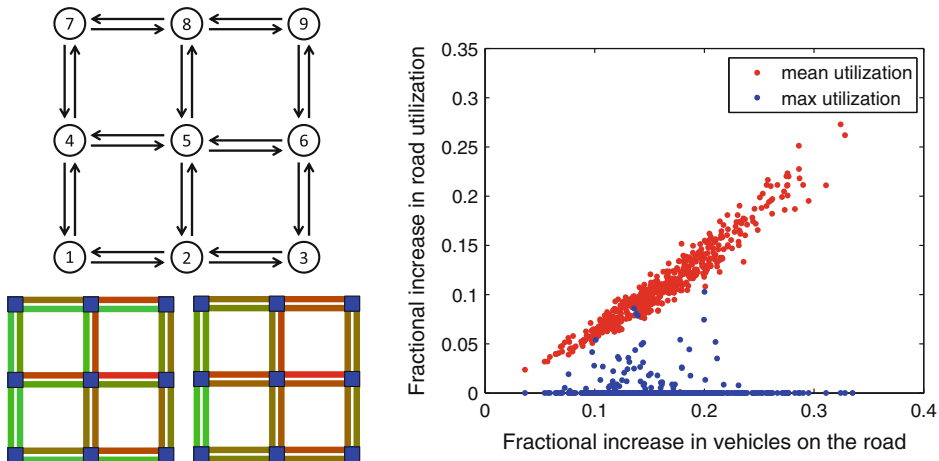 7 8 9
4 5 6
1 2 3
Fractional increase in road utilization
0.35
0.3
0.25
0.2
0.15
0.1
0.05
0
mean utilization
max utilization
0 0.1 0.2 0.3 0.4
Fractional increase in vehicles on the road